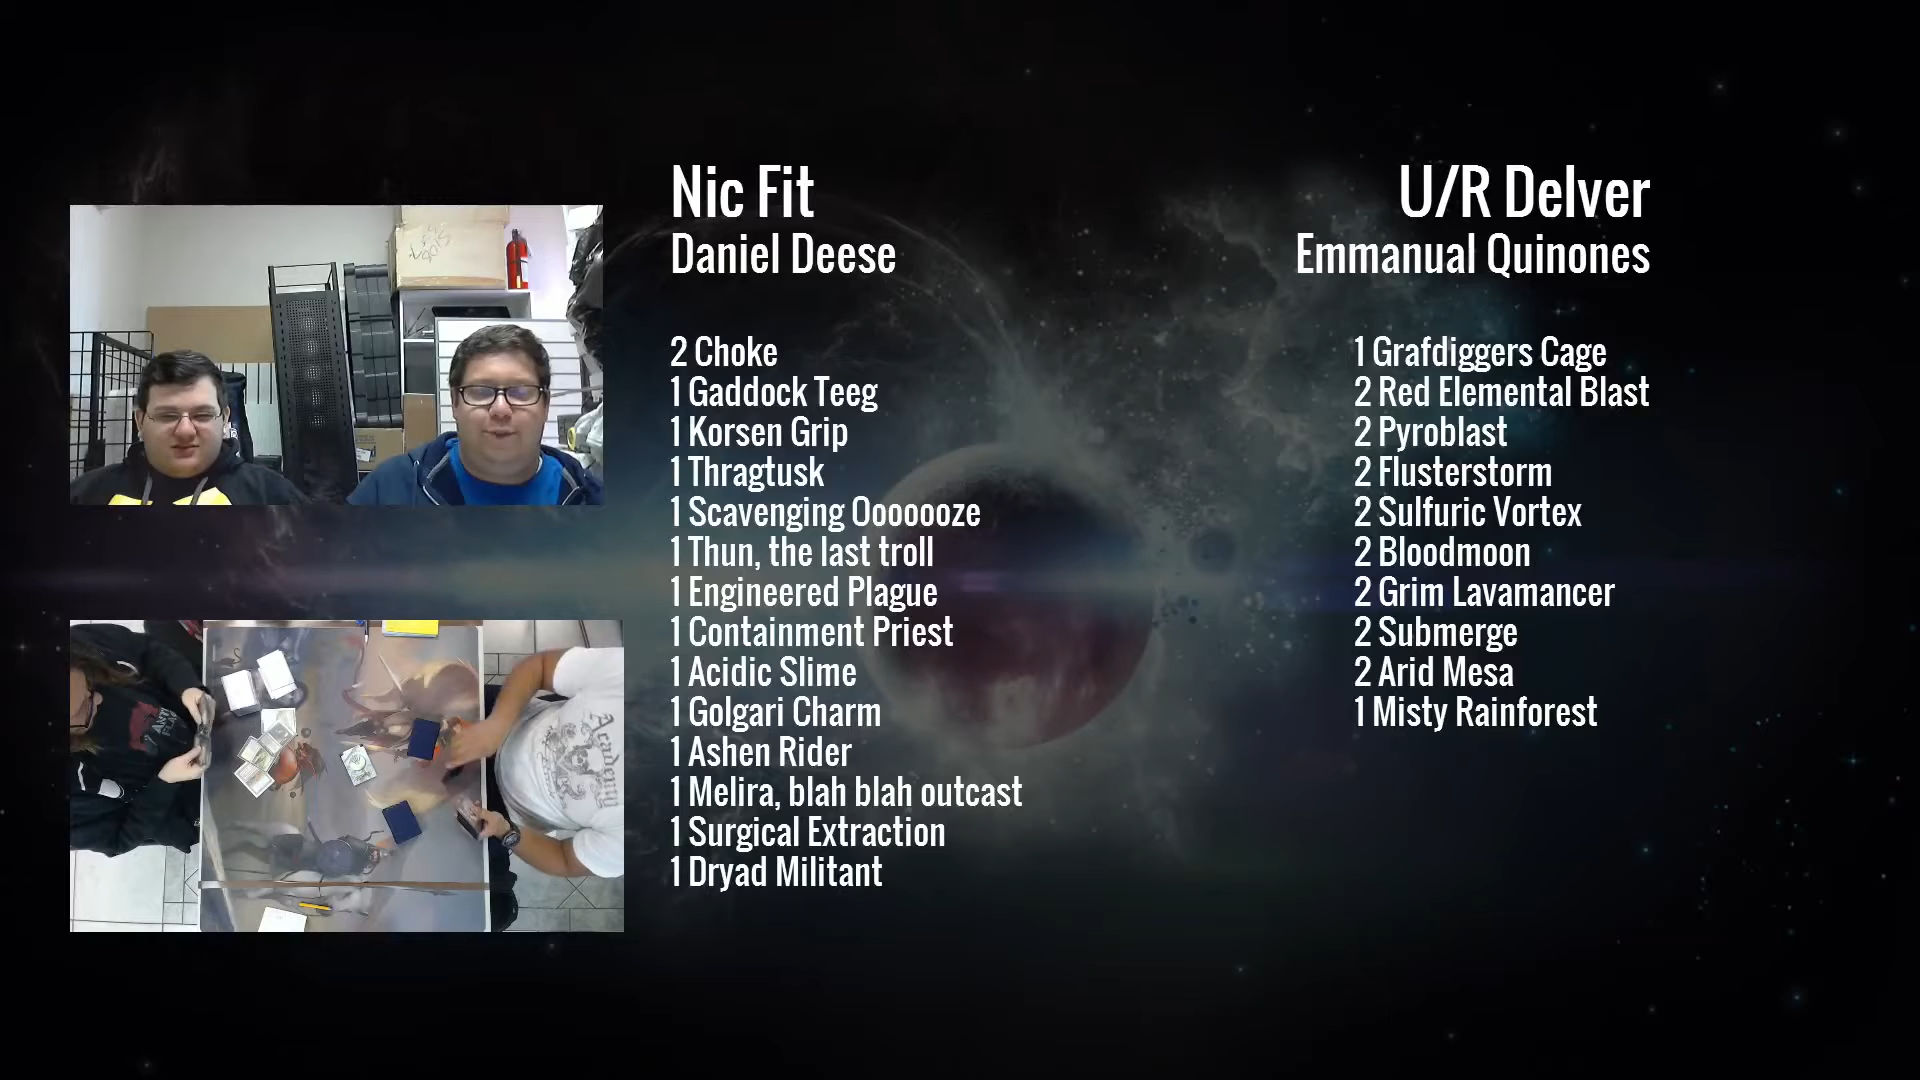 Nic Fit
Daniel Deese
2 Choke
1 Gaddock Teeg
1 Korsen Grip
1 Thragtusk
1 Scavenging Ooooooze
1 Thun, the last troll
1 Engineered Plague
1 Containment Priest
1 Acidic Slime
1 Golgari Charm
1 Ashen Rider
1 Melira, blah blah outcast
1 Surgical Extraction
1 Dryad Militant
U/R Delver
Emmanual Quinones
1 Grafdiggers Cage
2 Red Elemental Blast
2 Pyroblast
2 Flusterstorm
2 Sulfuric Vortex
2 Bloodmoon
2 Grim Lavamancer
2 Submerge
2 Arid Mesa
1 Misty Rainforest
Academy